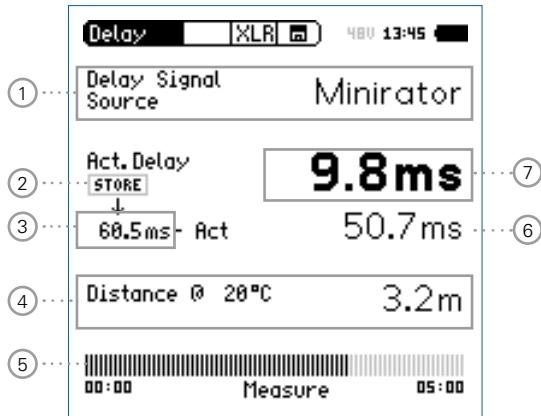 Delay XLR 48V 13:45
1 Delay Signal Source Minirator
Act. Delay 9.8ms 7
2 STORE
3 60.5ms - Act 50.7ms 6
4 Distance @ 20°C 3.2m
5
00:00 Measure 05:00